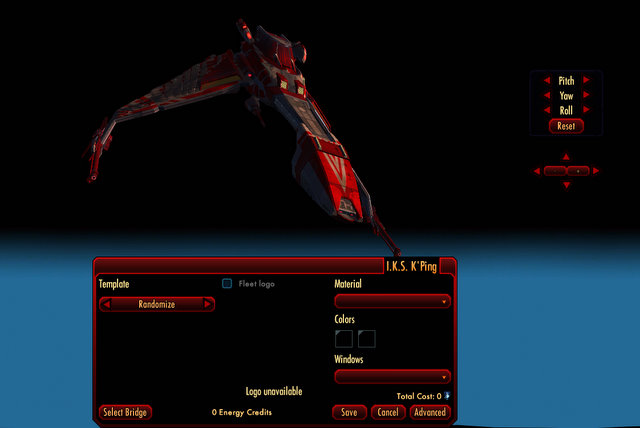 Pitch
Yaw
Roll
Reset
I.K.S. K'Ping
Template
Fleet logo
Material
Randomize
Colors
Windows
Logo unavailable
Total Cost: 0
Select Bridge
0 Energy Credits
Save
Cancel
Advanced